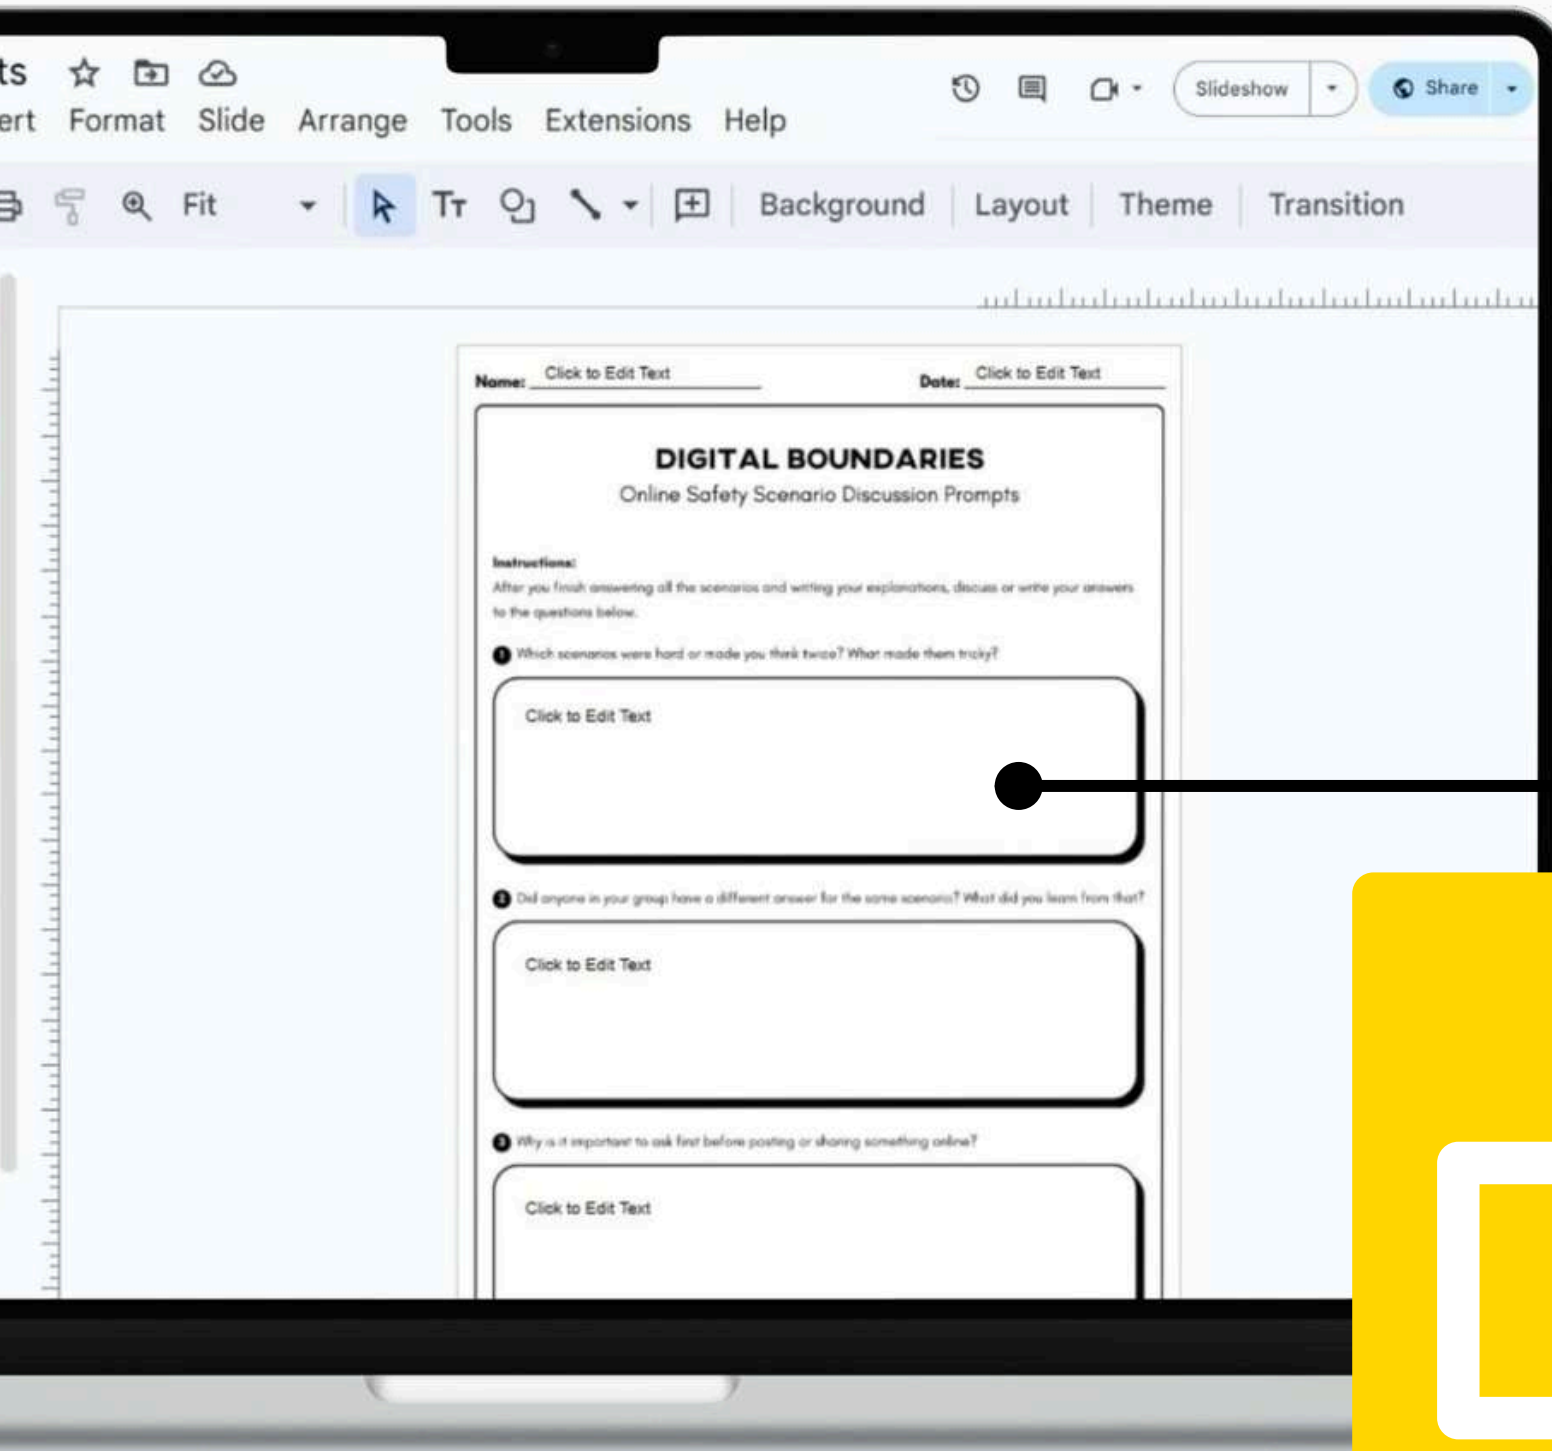 ts
Slideshow
Share
ert Format Slide Arrange Tools Extensions Help
Fit
Background Layout Theme Transition
Name: Click to Edit Text Date: Click to Edit Text
DIGITAL BOUNDARIES
Online Safety Scenario Discussion Prompts
Instructions:
After you finish answering all the scenarios and writing your explanations, discuss or write your answers
to the questions below.
1 Which scenarios were hard or made you think twice? What made them tricky?
Click to Edit Text
2 Did anyone in your group have a different answer for the same scenario? What did you learn from that?
Click to Edit Text
3 Why is it important to ask first before posting or sharing something online?
Click to Edit Text